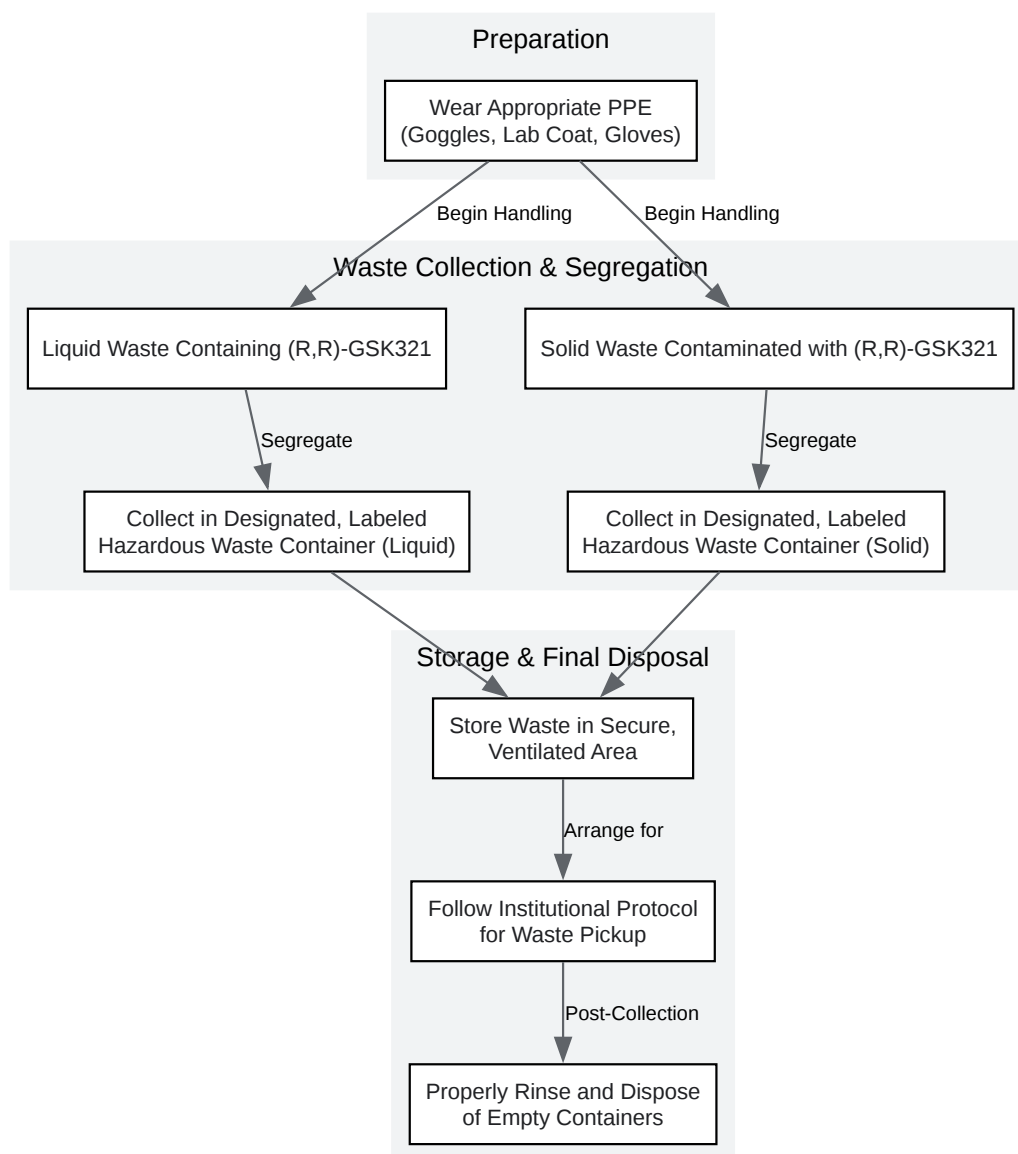 Preparation
Wear Appropriate PPE
(Goggles, Lab Coat, Gloves)
Begin Handling
Begin Handling
Waste Collection & Segregation
Liquid Waste Containing (R,R)-GSK321
Solid Waste Contaminated with (R,R)-GSK321
Segregate
Segregate
Collect in Designated, Labeled
Hazardous Waste Container (Liquid)
Collect in Designated, Labeled
Hazardous Waste Container (Solid)
Storage & Final Disposal
Store Waste in Secure,
Ventilated Area
Arrange for
Follow Institutional Protocol
for Waste Pickup
Post-Collection
Properly Rinse and Dispose
of Empty Containers